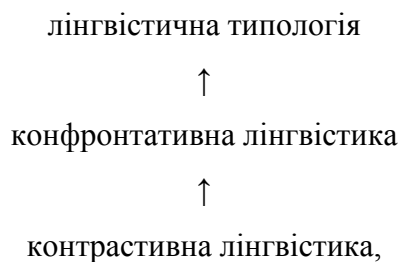 лінгвістична типологія
↑
конфронтативна лінгвістика
↑
контрастивна лінгвістика,